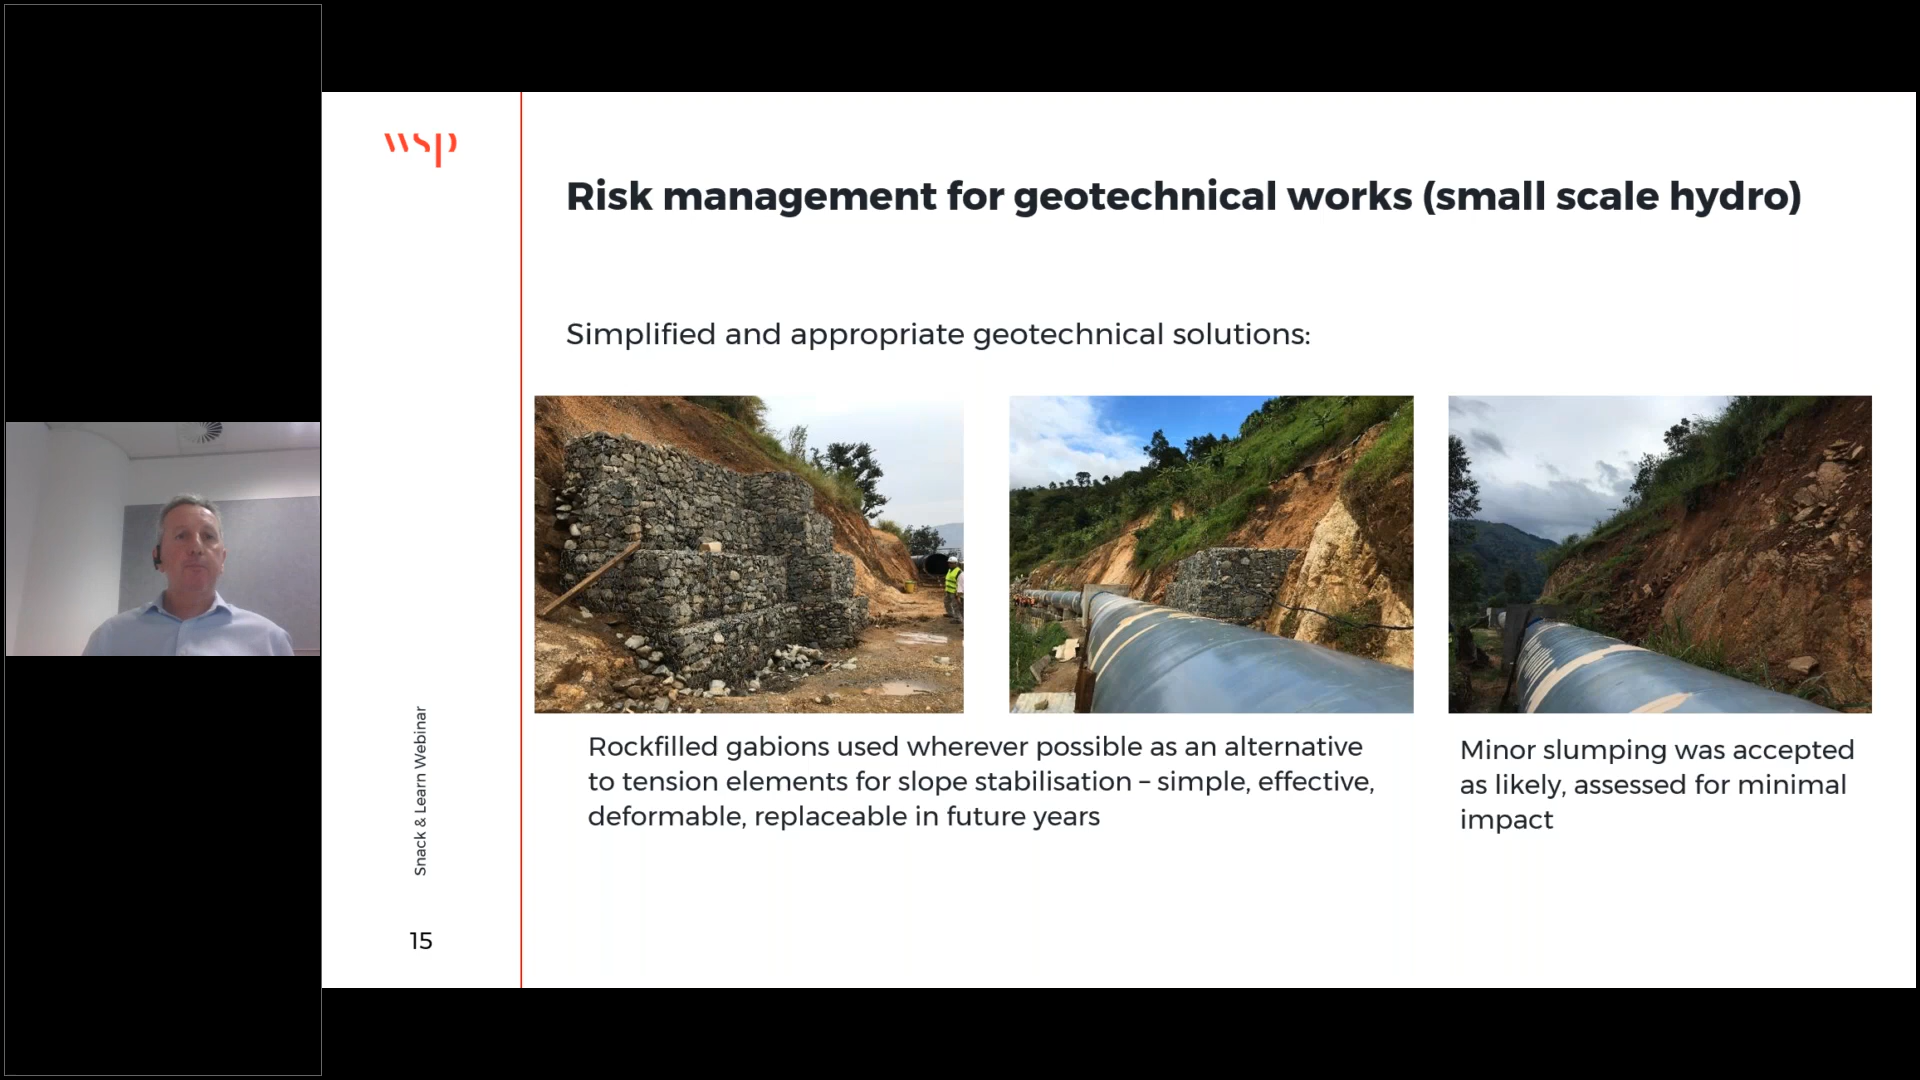 wsp
Risk management for geotechnical works (small scale hydro)
Simplified and appropriate geotechnical solutions:
Rockfilled gabions used wherever possible as an alternative
to tension elements for slope stabilisation – simple, effective,
deformable, replaceable in future years
Minor slumping was accepted
as likely, assessed for minimal
impact
Snack & Learn Webinar
15